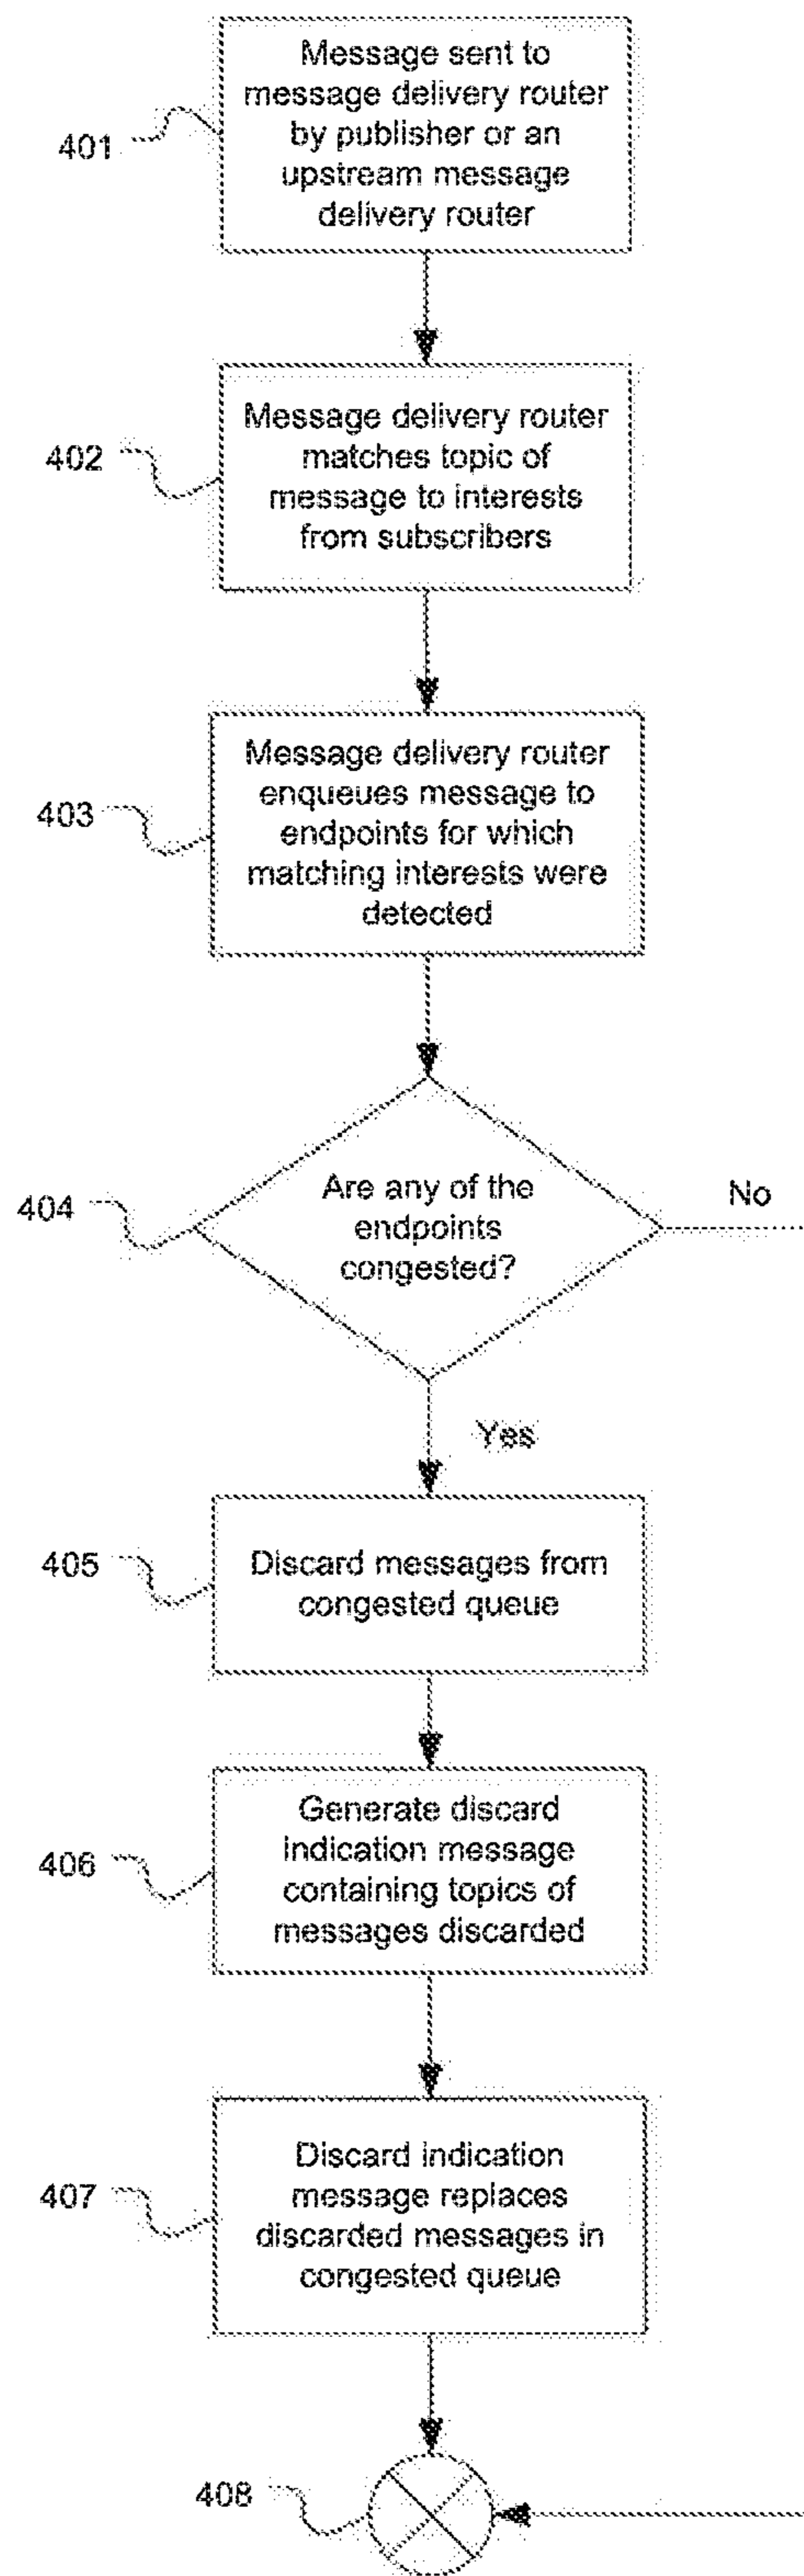 Message sent to
message delivery router
by publisher or an
upstream message
delivery router
401
Message delivery router
matches topic of
message to interests
from subscribers
402
Message delivery router
enqueues message to
endpoints for which
matching interests were
detected
403
Are any of the
endpoints
congested?
404
No
Yes
Discard messages from
congested queue
405
Generate discard
indication message
containing topics of
messages discarded
406
Discard indication
message replaces
discarded messages in
congested queue
407
408